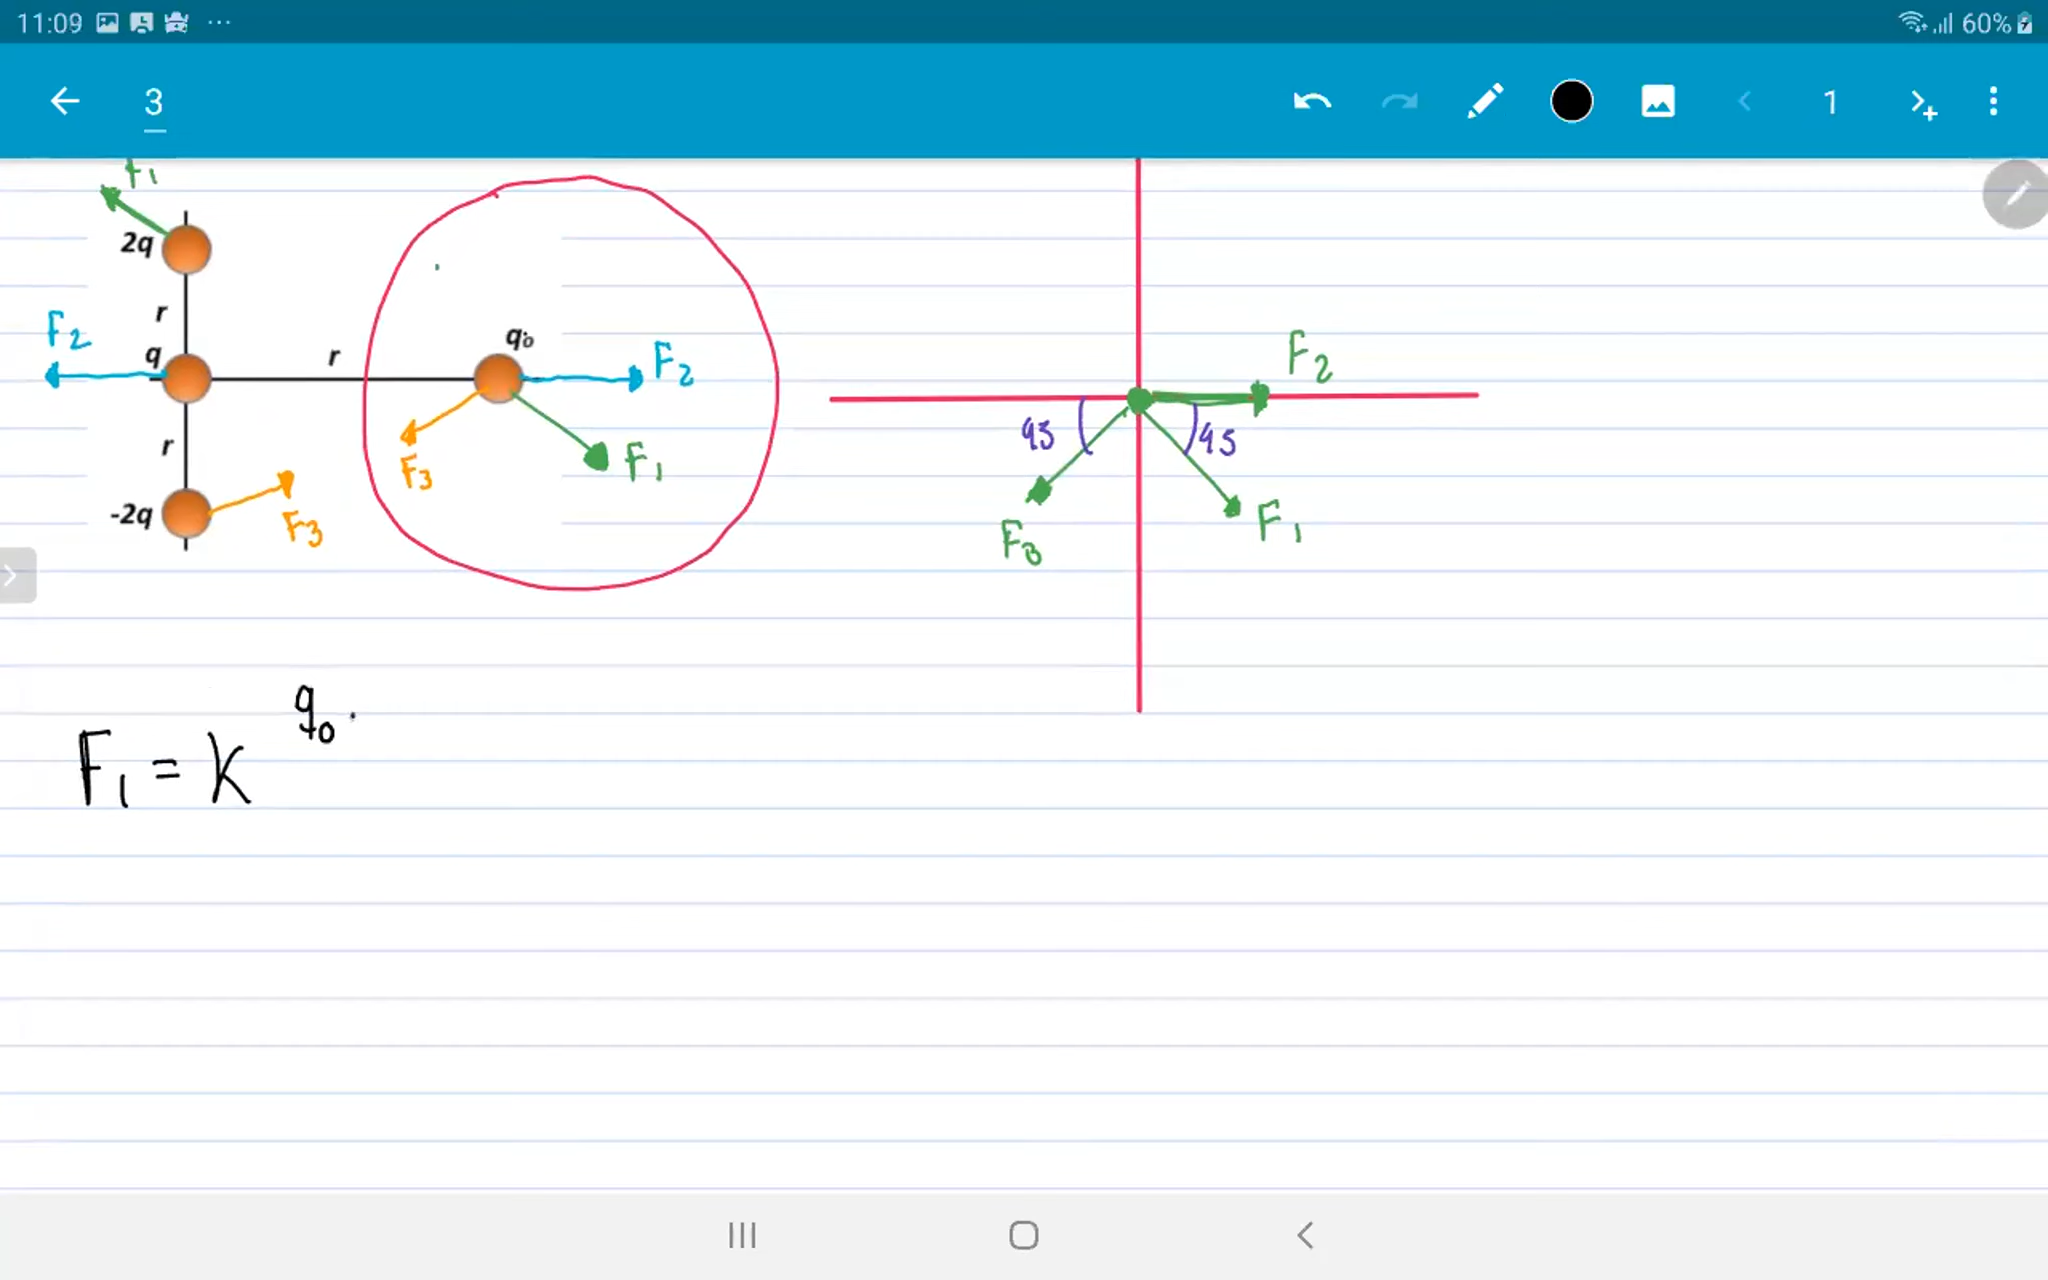 11:09 ... 60%
3 1
F1
2q
r
F2
q r q0 F2
r F3 F1
-2q F3
F2
45 45
F3 F1
F1 = K q0.